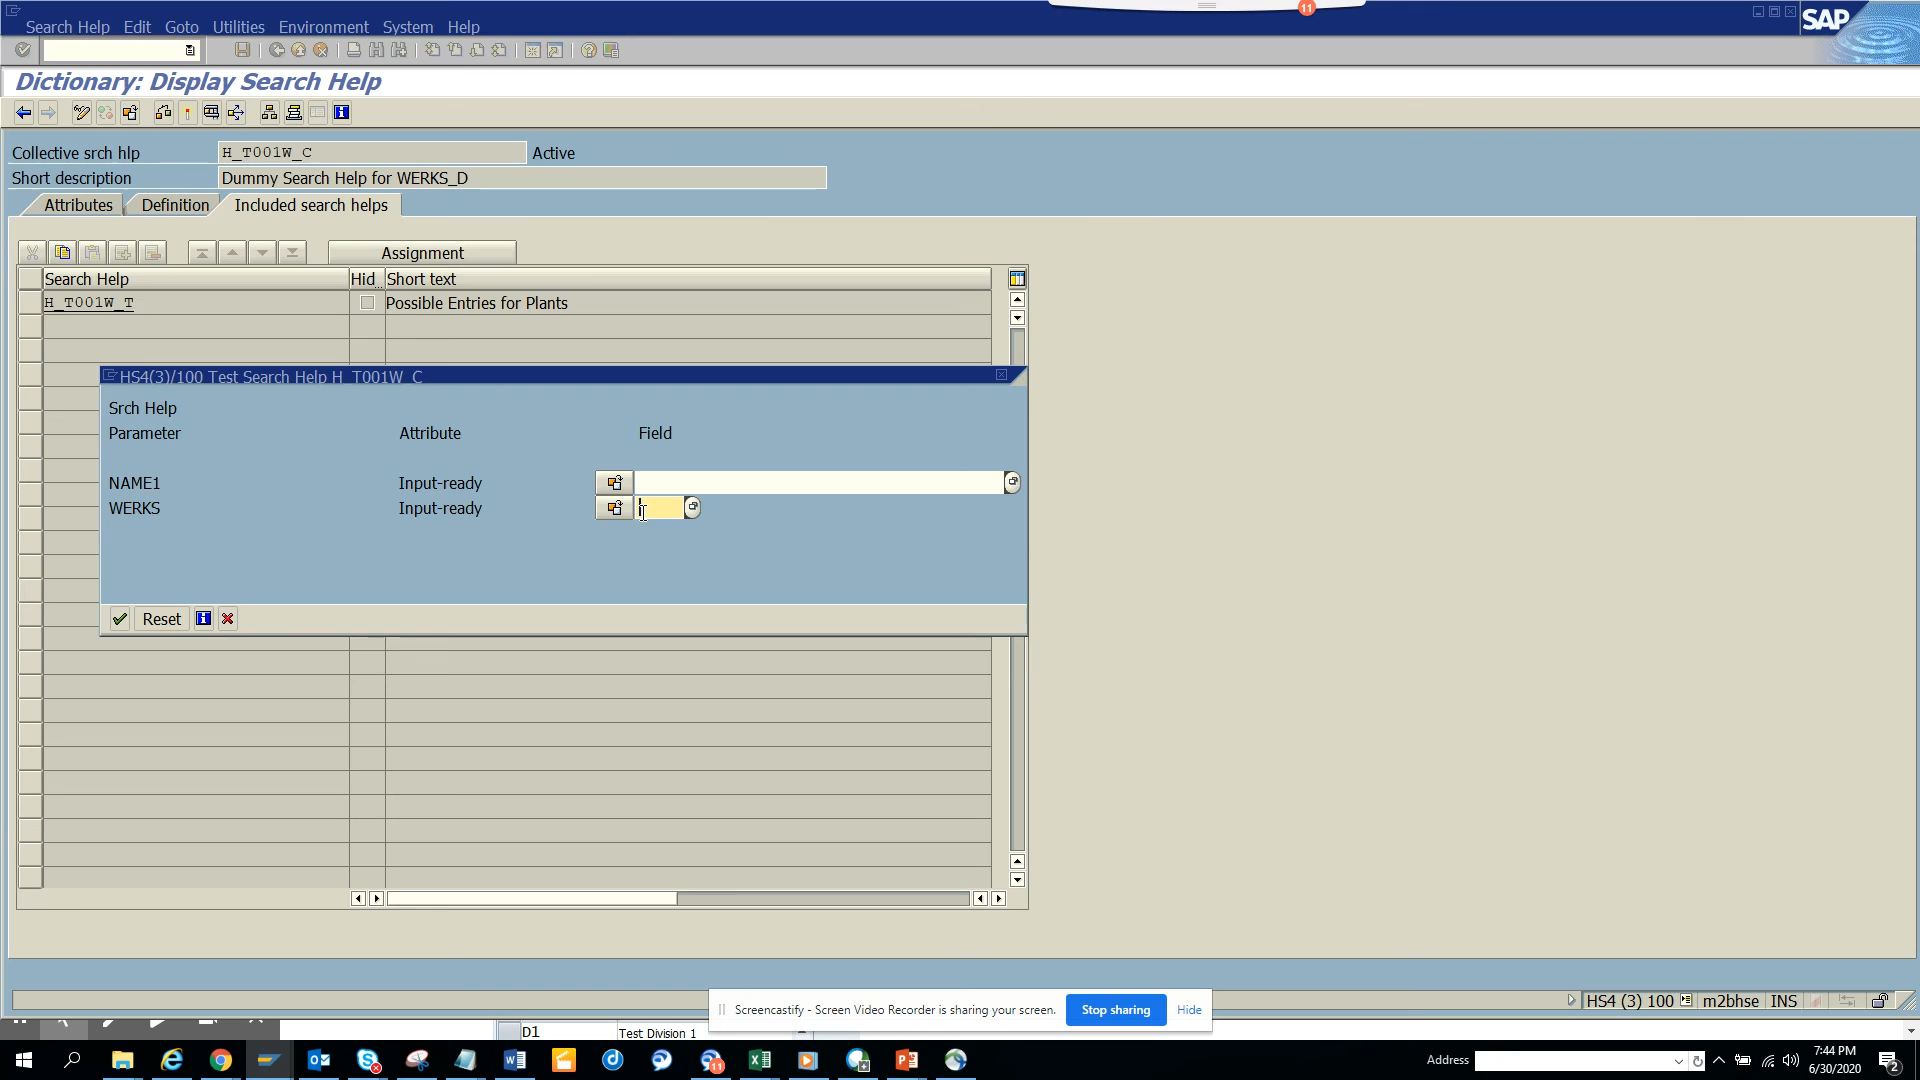 11
Search Help Edit Goto Utilities Environment System Help
SAP
Dictionary: Display Search Help
Collective srch hlp H_T001W_C Active
Short description Dummy Search Help for WERKS_D
Attributes Definition Included search helps
Assignment
Search Help Hid.. Short text
H_T001W_T Possible Entries for Plants
HS4(3)/100 Test Search Help H_T001W_C
Srch Help
Parameter Attribute Field
NAME1 Input-ready
WERKS Input-ready
Reset
HS4 (3) 100 m2bhse INS
Screencastify - Screen Video Recorder is sharing your screen. Stop sharing Hide
D1 Test Division 1
11
Address
7:44 PM
6/30/2020
2